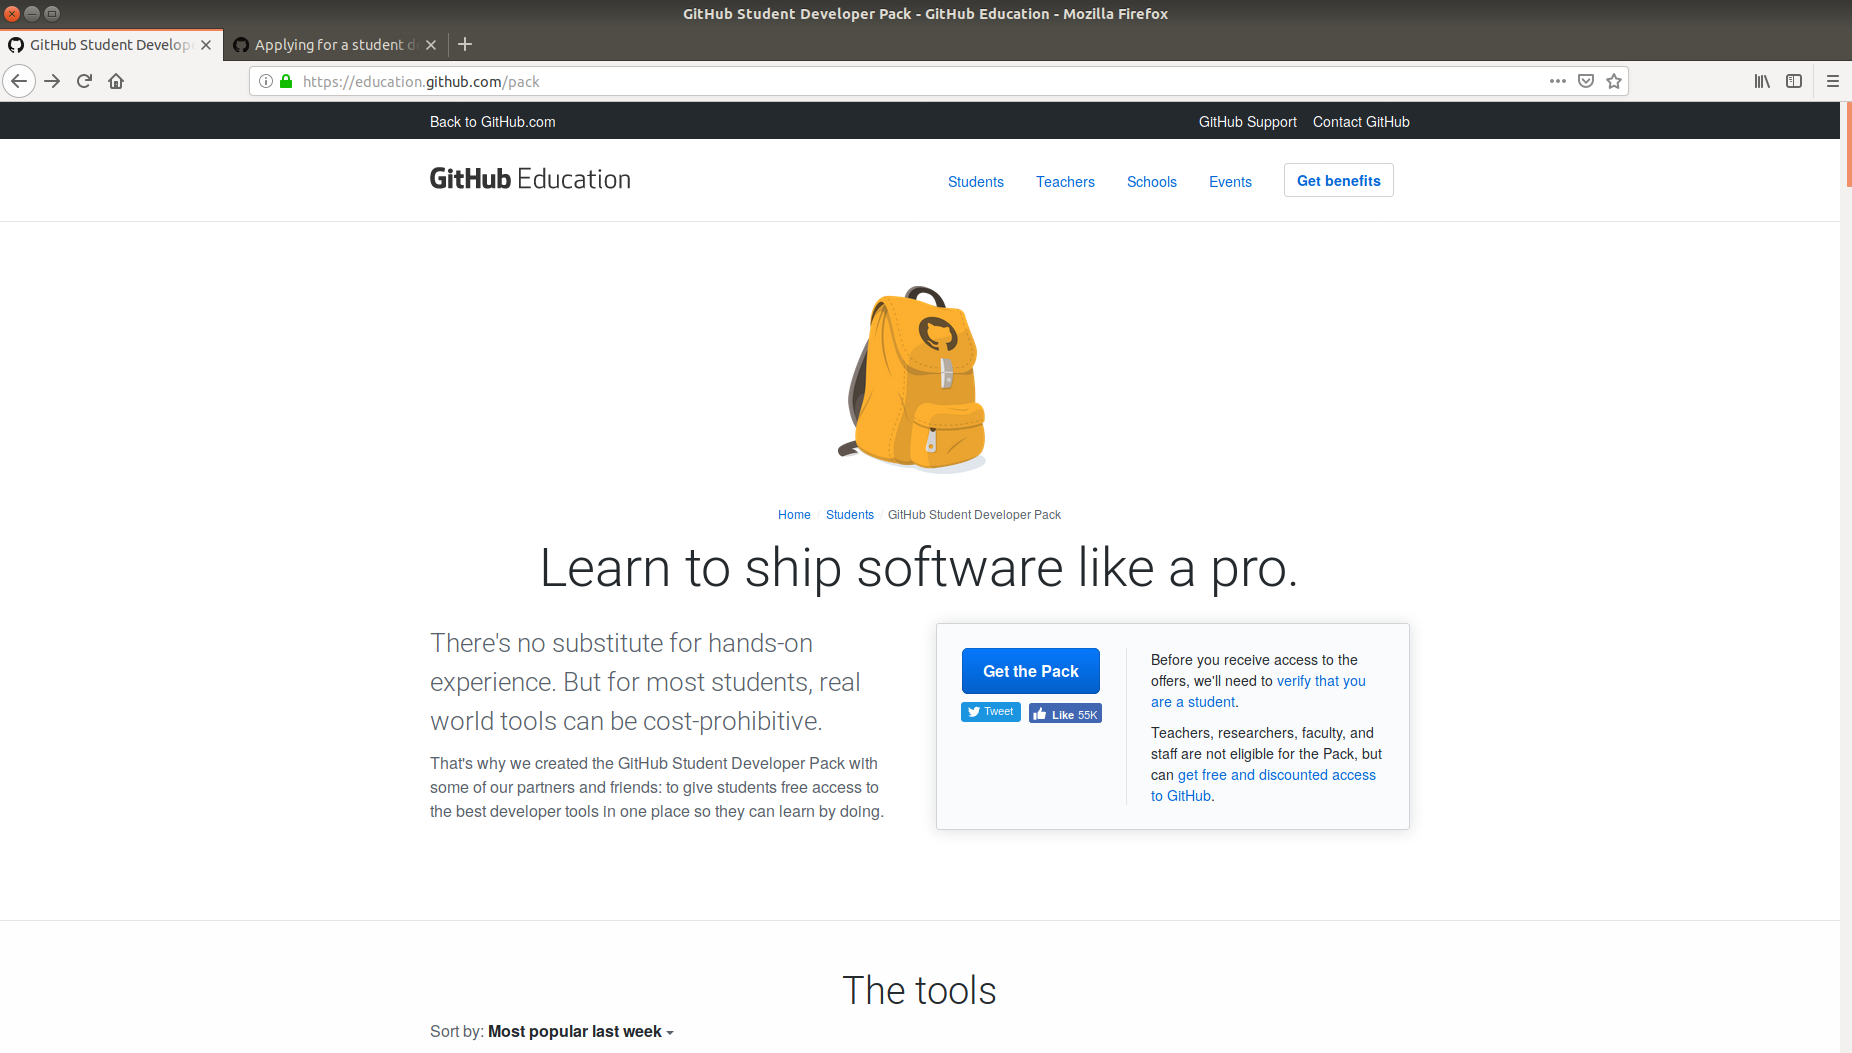 GitHub Student Developer Pack - GitHub Education - Mozilla Firefox
GitHub Student Develop
Applying for a student d
https://education.github.com/pack
Back to GitHub.com
GitHub Support
Contact GitHub
GitHub Education
Students
Teachers
Schools
Events
Get benefits
Home
Students
GitHub Student Developer Pack
Learn to ship software like a pro.
There's no substitute for hands-on
experience. But for most students, real
world tools can be cost-prohibitive.
That's why we created the GitHub Student Developer Pack with
some of our partners and friends: to give students free access to
the best developer tools in one place so they can learn by doing.
Get the Pack
Tweet
Like 55K
Before you receive access to the
offers, we'll need to verify that you
are a student.
Teachers, researchers, faculty, and
staff are not eligible for the Pack, but
can get free and discounted access
to GitHub.
The tools
Sort by: Most popular last week